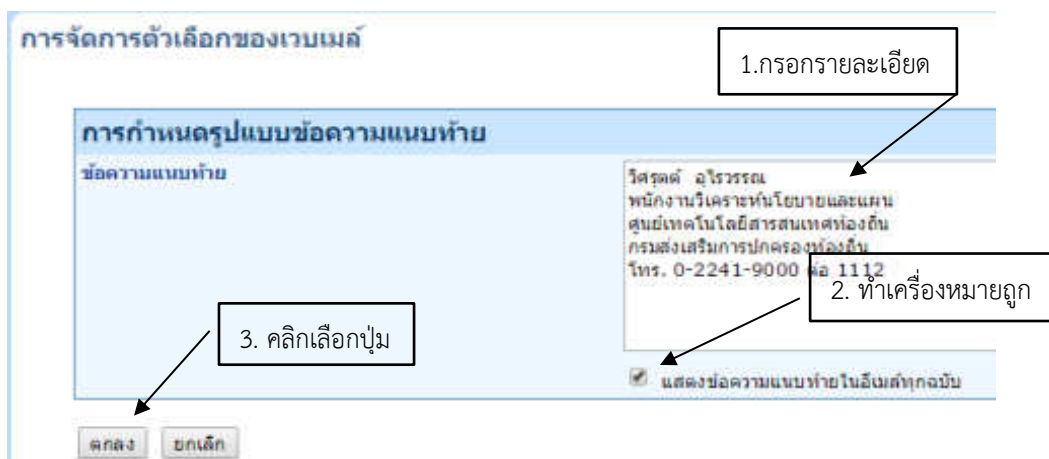 การจัดการตัวเลือกของเวบเมล์
1.กรอกรายละเอียด
การกำหนดรูปแบบข้อความแนบท้าย
ข้อความแนบท้าย
วิศรุตต์ อุไรวรรณ
พนักงานวิเคราะห์นโยบายและแผน
ศูนย์เทคโนโลยีสารสนเทศท้องถิ่น
กรมส่งเสริมการปกครองท้องถิ่น
โทร. 0-2241-9000 ต่อ 1112
2. ทำเครื่องหมายถูก
3. คลิกเลือกปุ่ม
แสดงข้อความแนบท้ายในอีเมล์ทุกฉบับ
ตกลง ยกเลิก